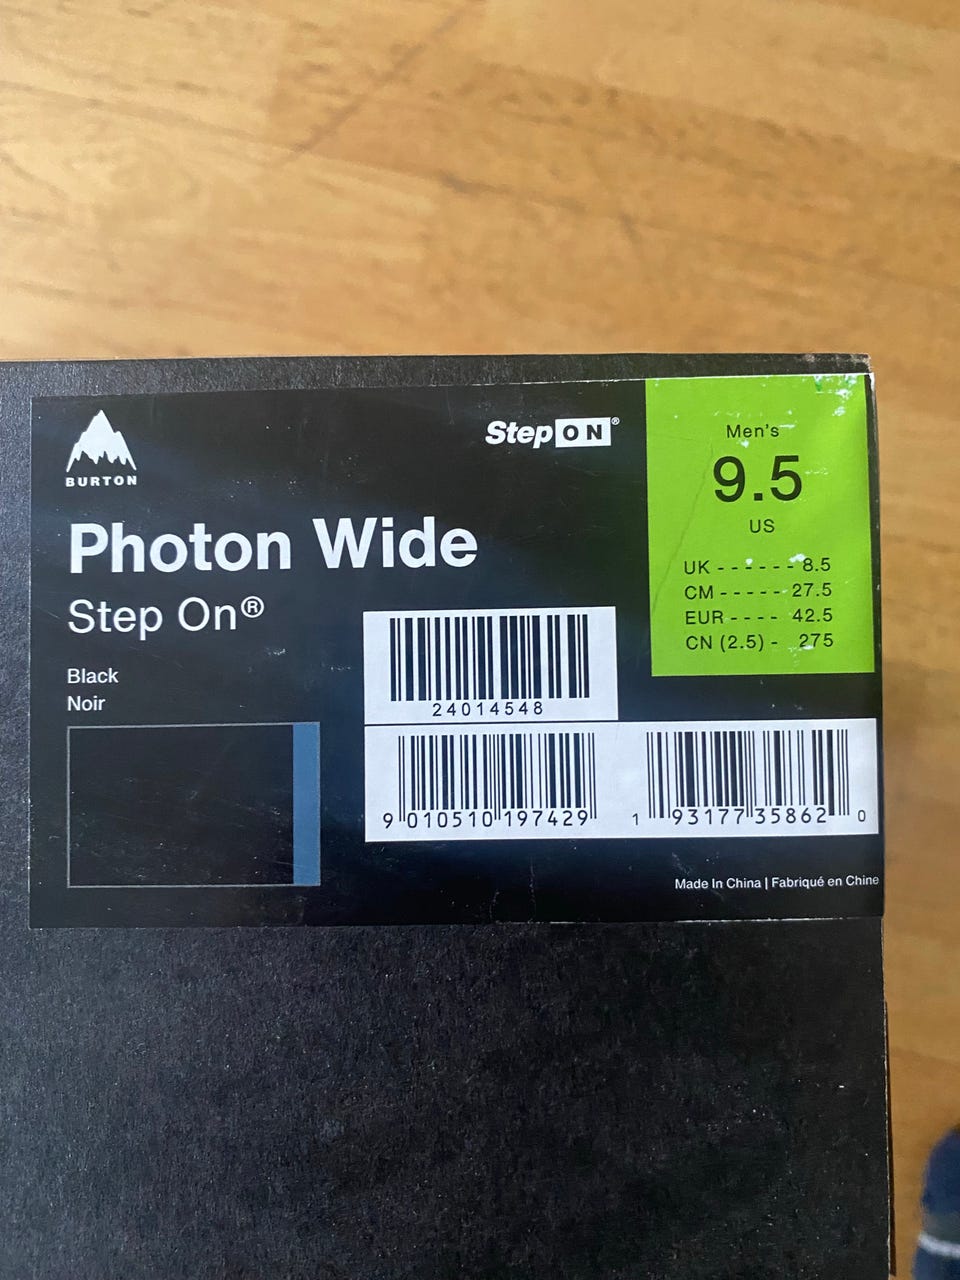 BURTON
StepON®
Photon Wide
Step On®
Black
Noir
Men's
9.5
US
UK - - - - - - 8.5
CM - - - - - 27.5
EUR - - - - 42.5
CN (2.5) - 275
24014548
9 010510 197429
1 93177 35862 0
Made In China | Fabriqué en Chine